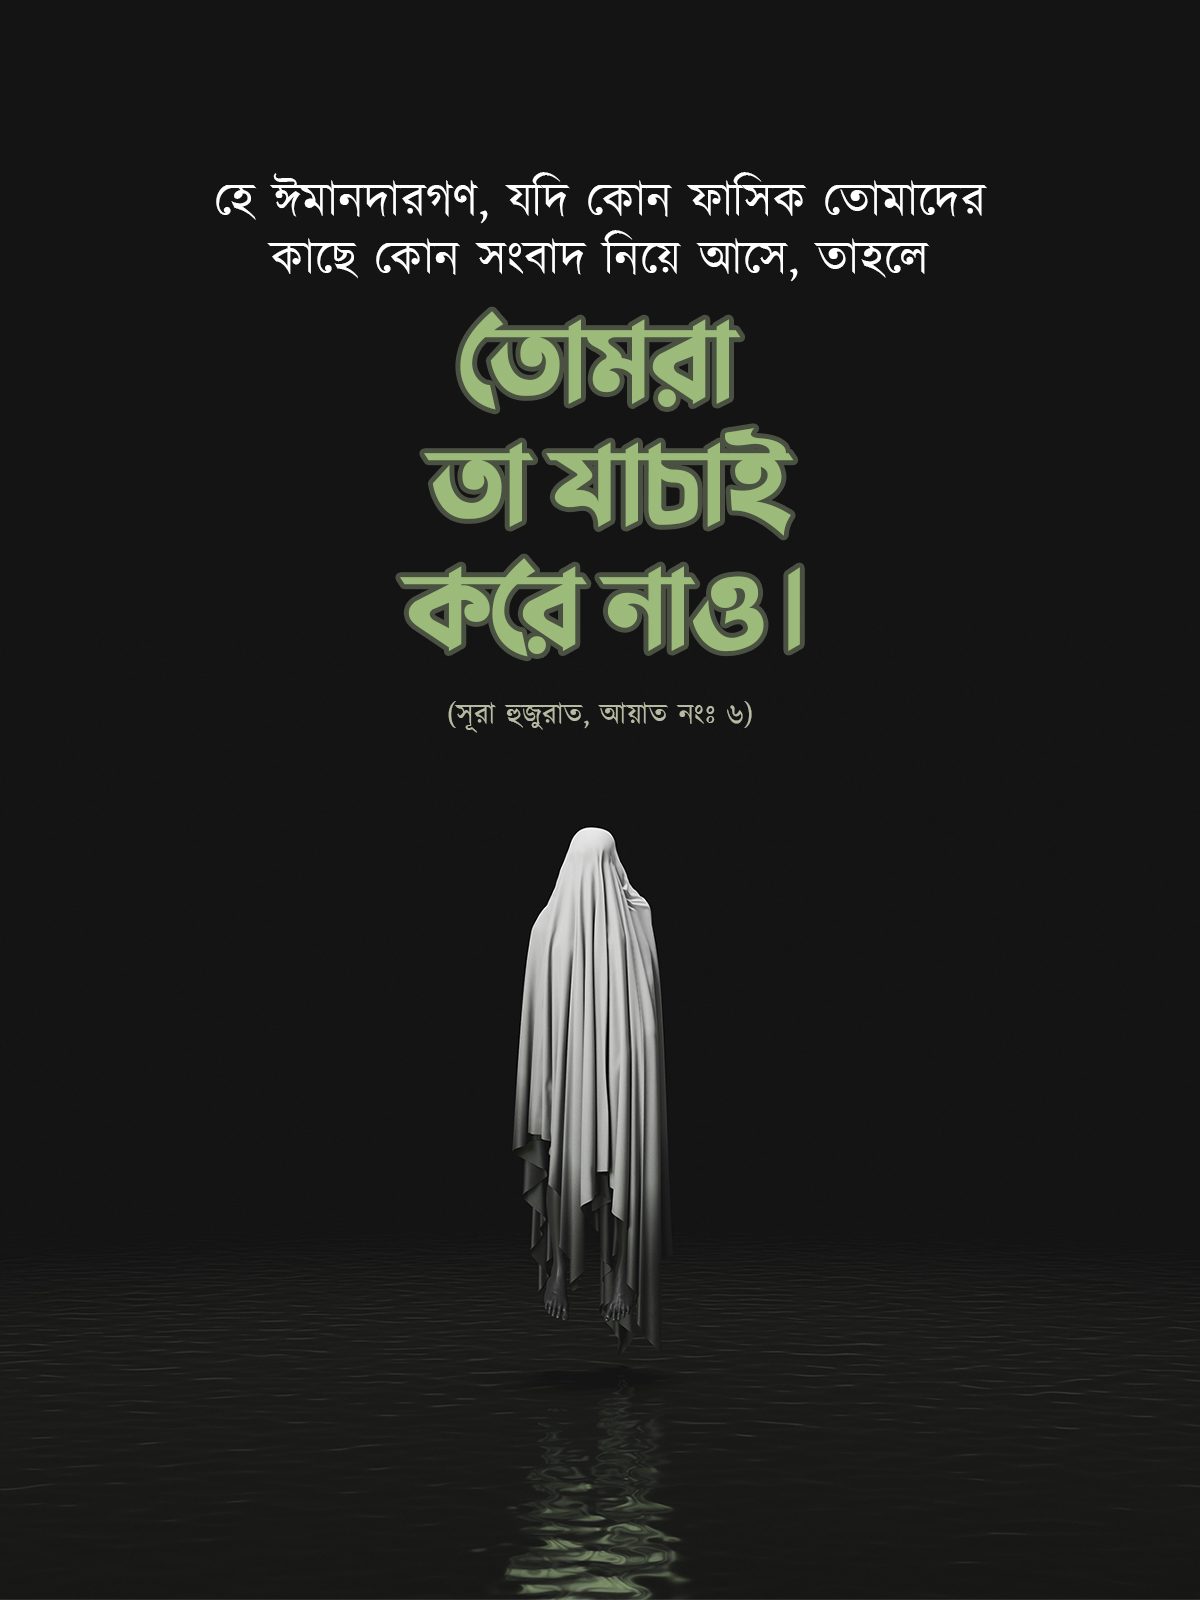 হে ঈমানদারগণ, যদি কোন ফাসিক তোমাদের
কাছে কোন সংবাদ নিয়ে আসে, তাহলে
তোমরা
তা যাচাই
করে নাও।
(সূরা হুজুরাত, আয়াত নংঃ ৬)